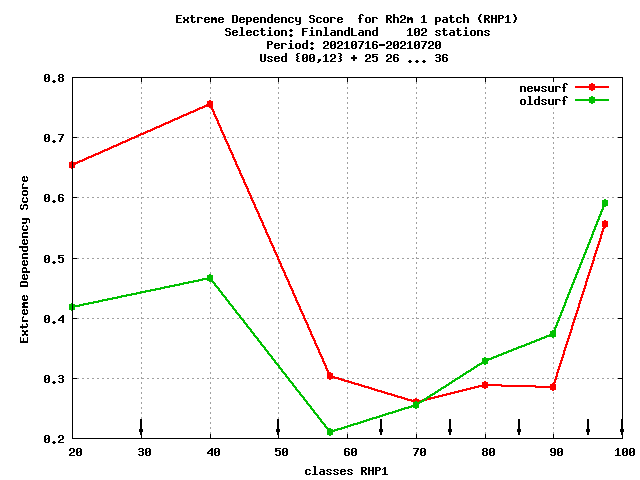 Extreme Dependency Score  for Rh2m 1 patch (RHP1)
Selection: FinlandLand    102 stations
Period: 20210716-20210720
Used {00,12} + 25 26 ... 36
newsurf
oldsurf
0.8
0.7
0.6
0.5
0.4
0.3
0.2
Extreme Dependency Score
20 30 40 50 60 70 80 90 100
classes RHP1